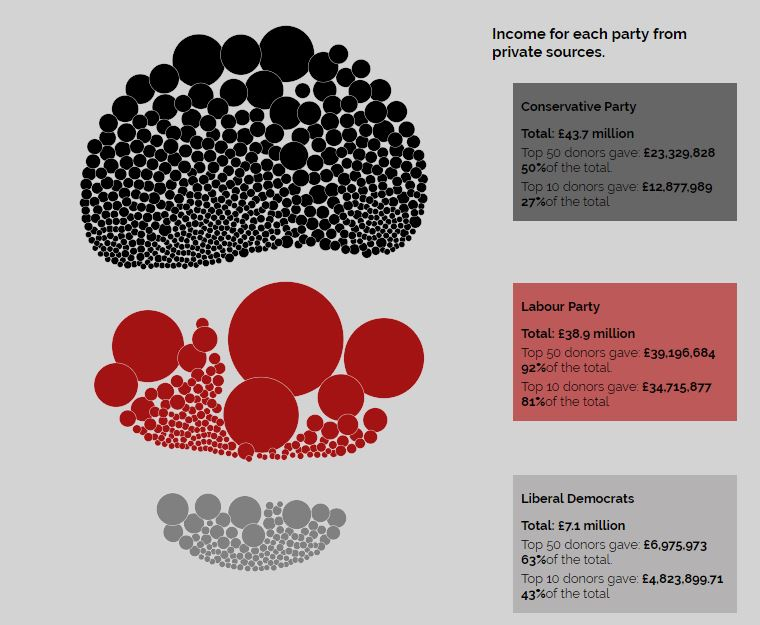 Income for each party from
private sources.
Conservative Party
Total: £43.7 million
Top 50 donors gave: £23,329,828
50%of the total.
Top 10 donors gave: £12,877,989
27%of the total
Labour Party
Total: £38.9 million
Top 50 donors gave: £39,196,684
92%of the total.
Top 10 donors gave: £34,715,877
81%of the total
Liberal Democrats
Total: £7.1 million
Top 50 donors gave: £6,975,973
63%of the total.
Top 10 donors gave: £4,823,899.71
43%of the total